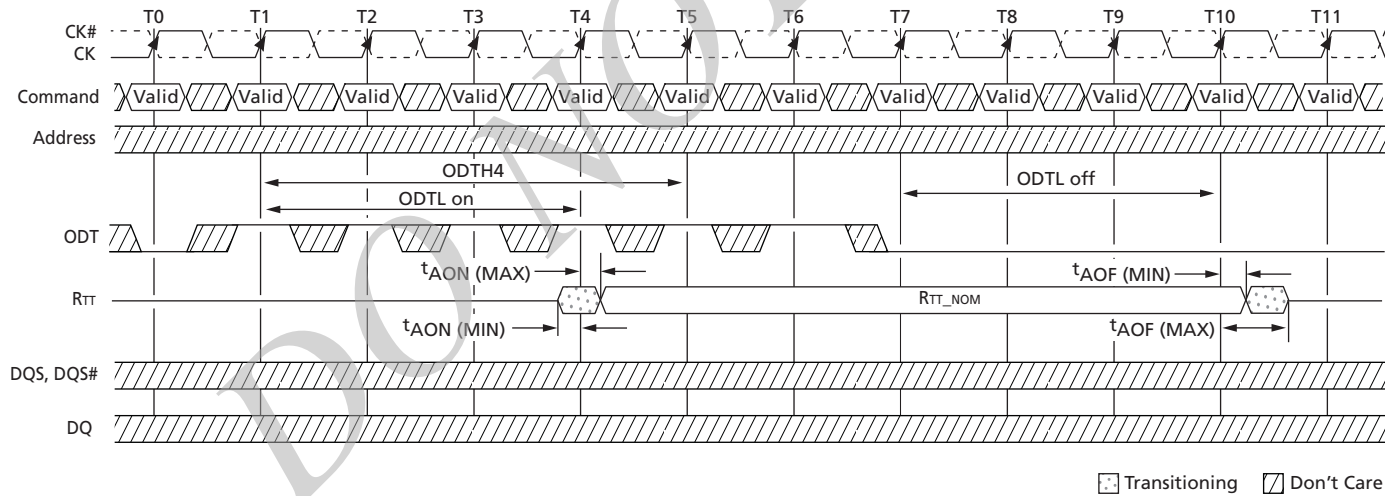 T0 T1 T2 T3 T4 T5 T6 T7 T8 T9 T10 T11
CK#
CK
Command Valid Valid Valid Valid Valid Valid Valid Valid Valid Valid Valid Valid
Address
ODTH4
ODTL off
ODTL on
ODT
tAON (MAX)
tAOF (MIN)
RTT
RTT_NOM
tAON (MIN)
tAOF (MAX)
DQS, DQS#
DQ
Transitioning Don't Care
DO NO